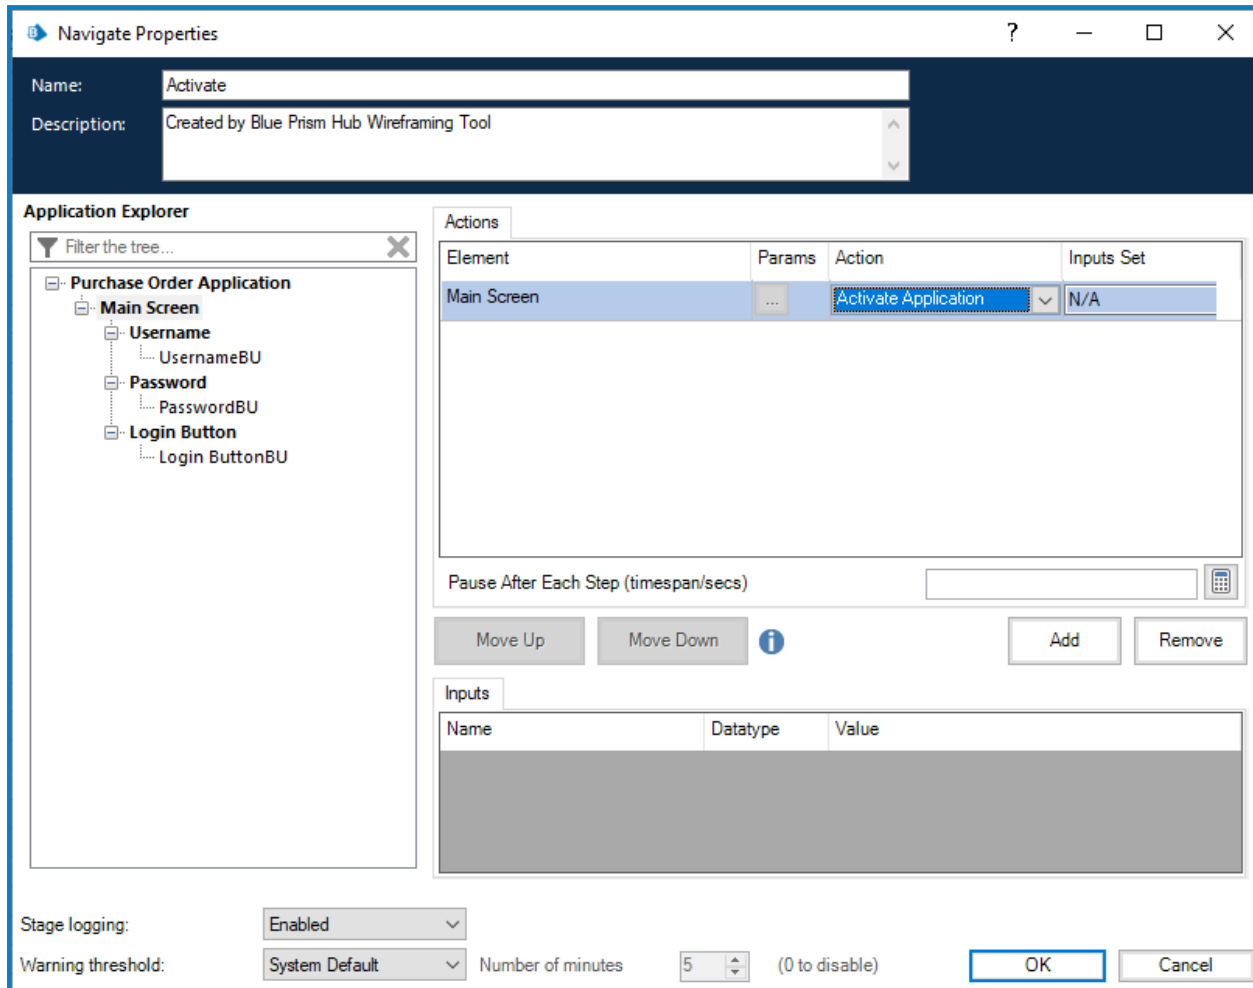 Navigate Properties
Name: Activate
Description: Created by Blue Prism Hub Wireframing Tool
Application Explorer
Filter the tree...
Purchase Order Application
Main Screen
Username
UsernameBU
Password
PasswordBU
Login Button
Login ButtonBU
Actions
Element Params Action Inputs Set
Main Screen ... Activate Application N/A
Pause After Each Step (timespan/secs)
Move Up Move Down Add Remove
Inputs
Name Datatype Value
Stage logging: Enabled
Warning threshold: System Default Number of minutes 5 (0 to disable) OK Cancel